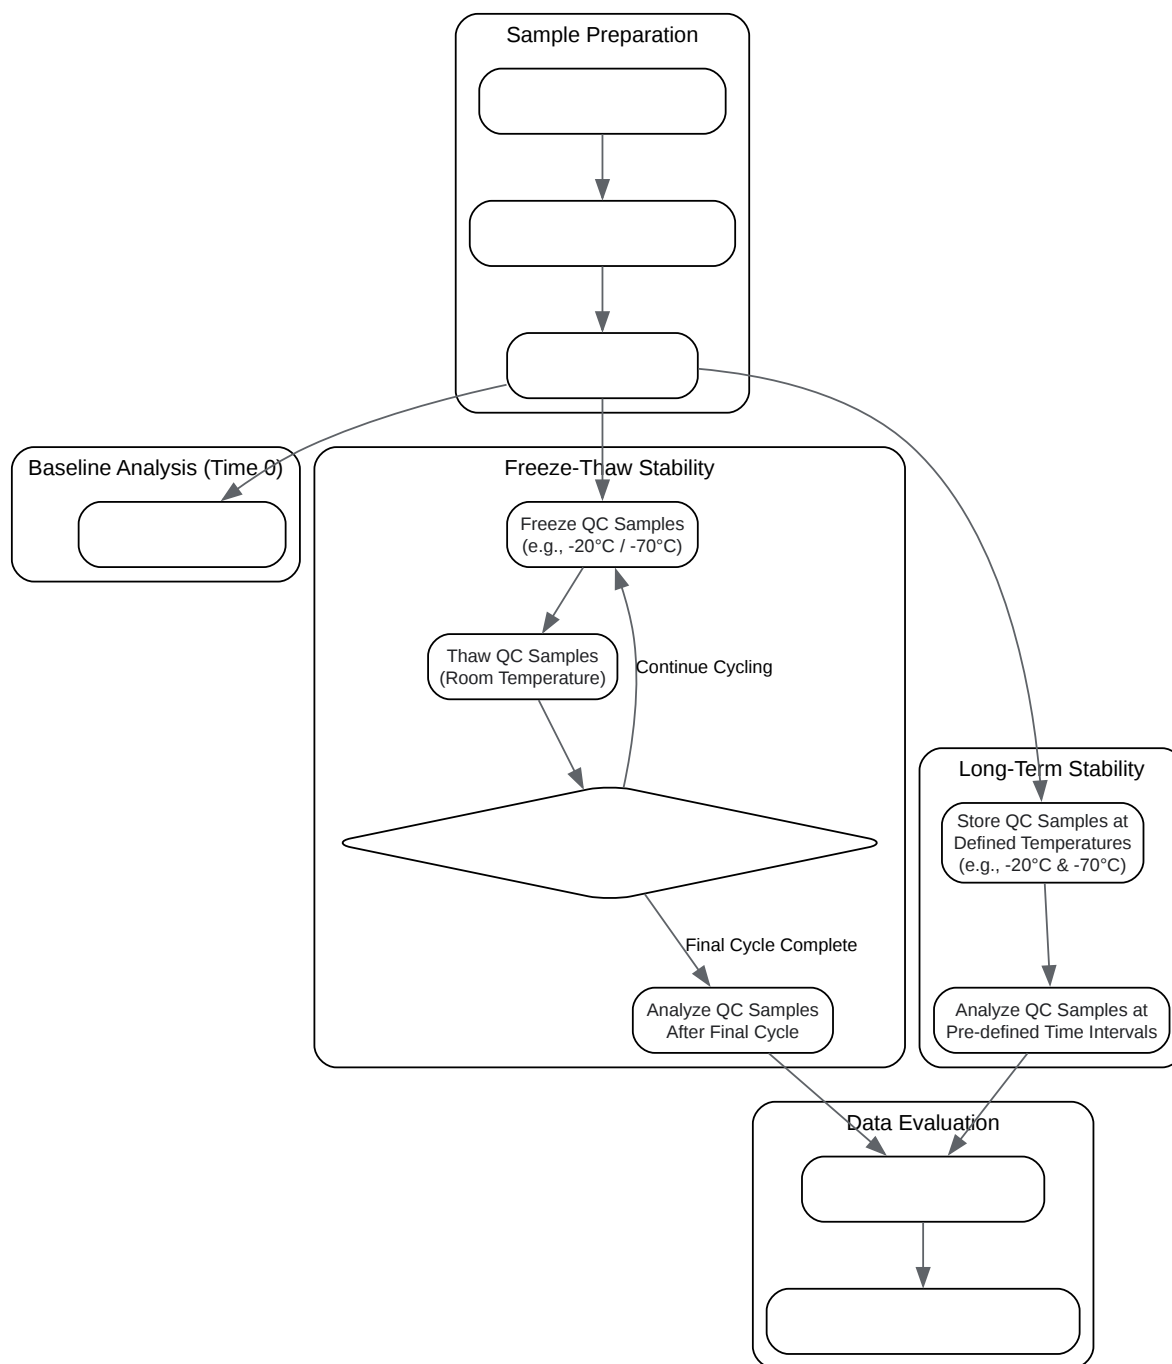 Sample Preparation
Baseline Analysis (Time 0)
Freeze-Thaw Stability
Freeze QC Samples
(e.g., -20°C / -70°C)
Thaw QC Samples
(Room Temperature)
Continue Cycling
Final Cycle Complete
Analyze QC Samples
After Final Cycle
Long-Term Stability
Store QC Samples at
Defined Temperatures
(e.g., -20°C & -70°C)
Analyze QC Samples at
Pre-defined Time Intervals
Data Evaluation